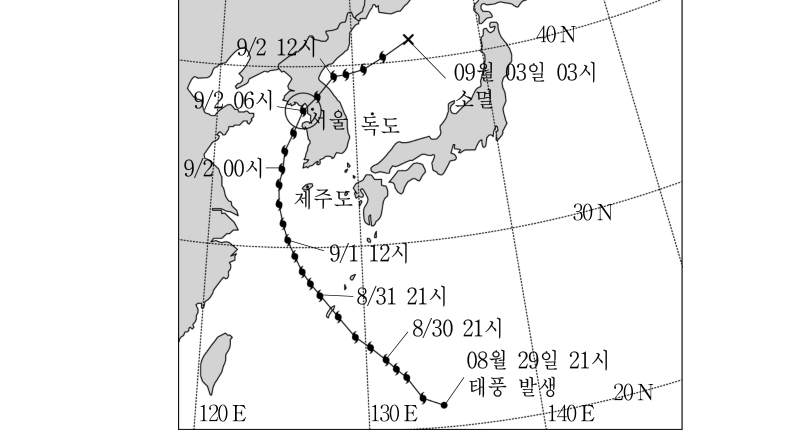 40 N
9/2 12시
09월 03일 03시
소멸
9/2 06시
서울 독도
9/2 00시
제주도
30 N
9/1 12시
8/31 21시
8/30 21시
08월 29일 21시
태풍 발생
20 N
120 E
130 E
140 E